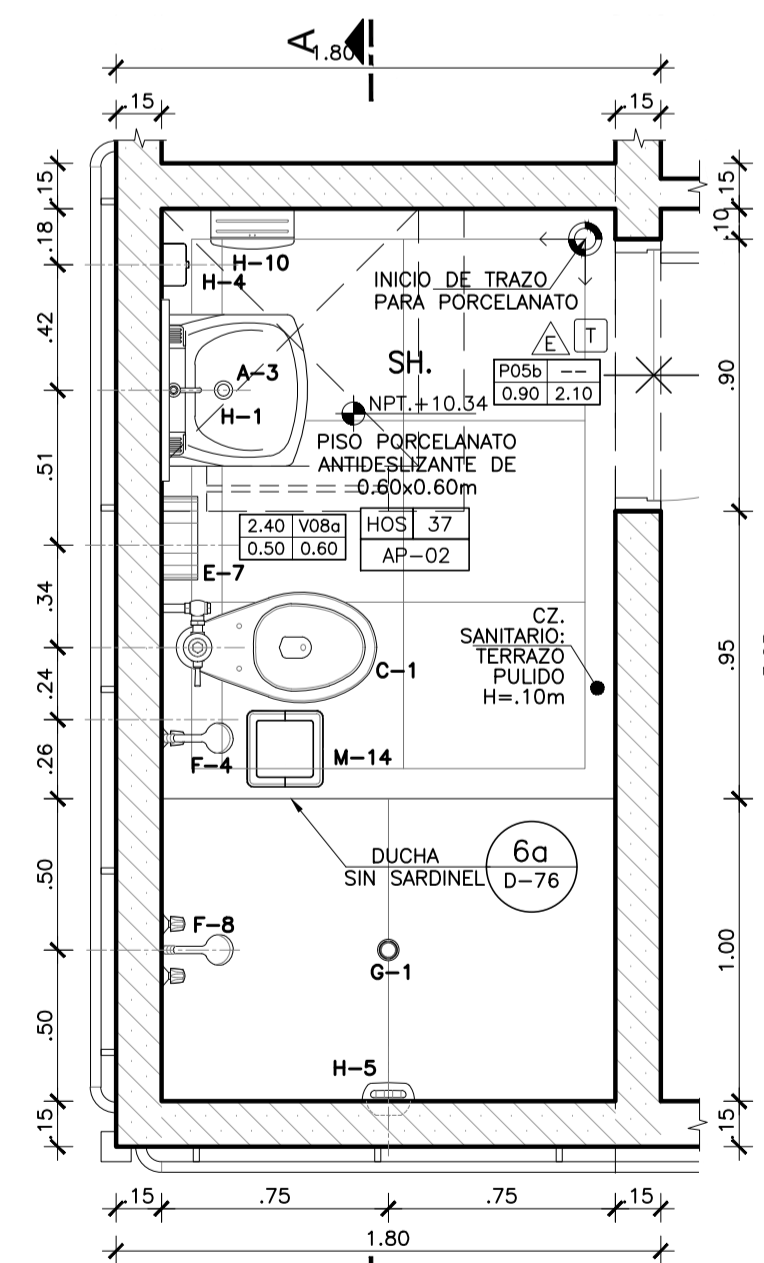 A
1.80
.15
.15
.15
.18
.42
.51
.34
.24
.26
.50
.50
.15
.15
.10
.90
.95
1.00
.15
H-10
H-4
INICIO DE TRAZO
PARA PORCELANATO
E
T
SH.
P05b --
0.90 2.10
A-3
H-1
NPT.+10.34
PISO PORCELANATO
ANTIDESLIZANTE DE
0.60x0.60m
2.40 V08a
0.50 0.60
HOS 37
AP-02
E-7
CZ.
SANITARIO:
TERRAZO
PULIDO
H=.10m
C-1
F-4
M-14
DUCHA
SIN SARDINEL
6a
D-76
F-8
G-1
H-5
.15
.75
.75
.15
1.80